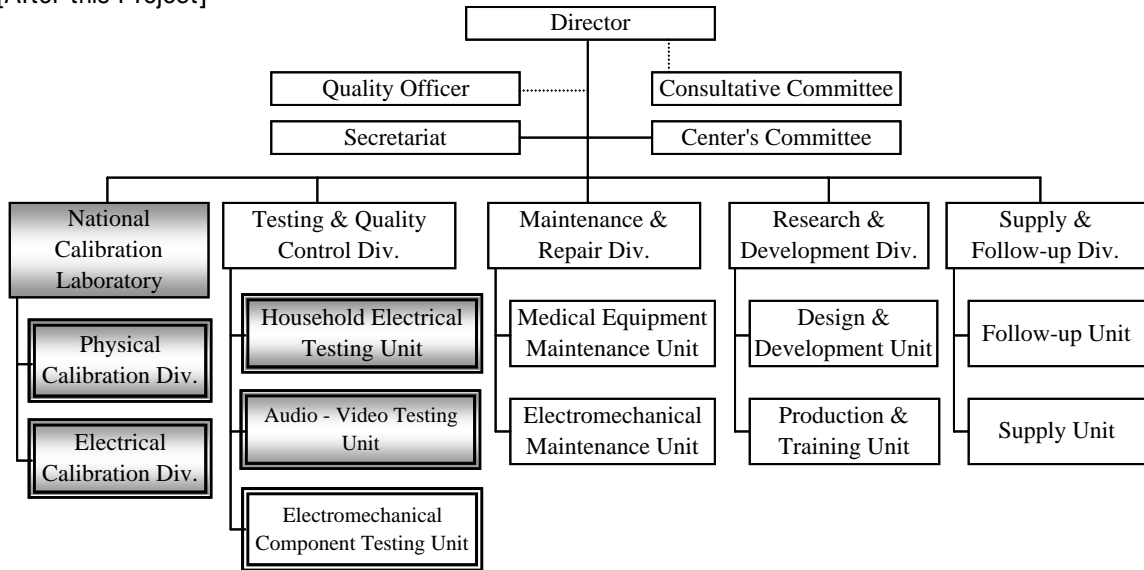 [After this Project]
Director
Quality Officer
Consultative Committee
Secretariat
Center's Committee
National
Calibration
Laboratory
Physical
Calibration Div.
Electrical
Calibration Div.
Testing & Quality
Control Div.
Household Electrical
Testing Unit
Audio - Video Testing
Unit
Electromechanical
Component Testing Unit
Maintenance &
Repair Div.
Medical Equipment
Maintenance Unit
Electromechanical
Maintenance Unit
Research &
Development Div.
Design &
Development Unit
Production &
Training Unit
Supply &
Follow-up Div.
Follow-up Unit
Supply Unit